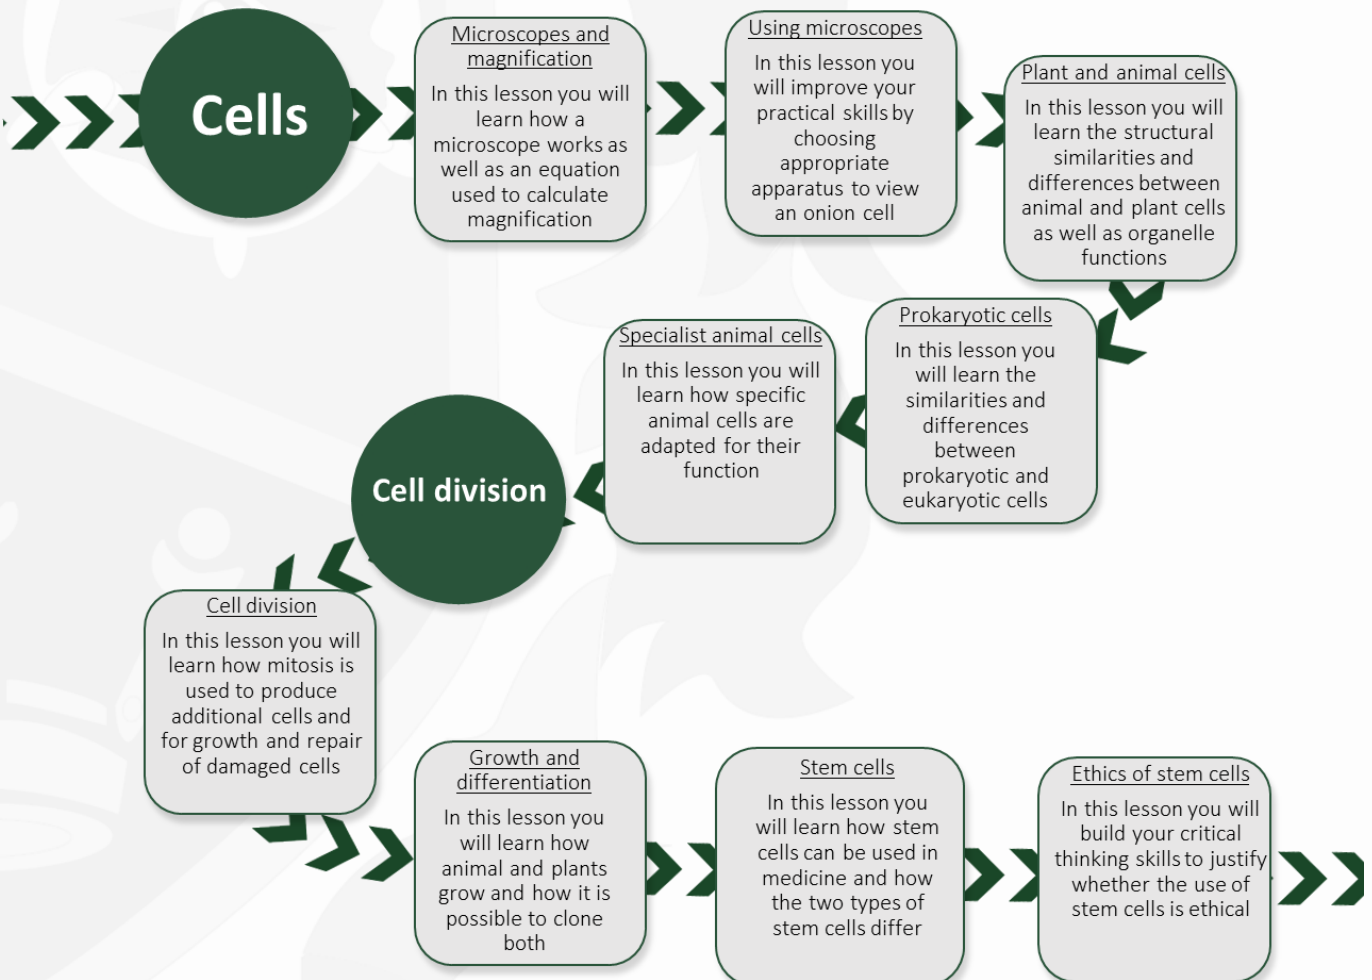 Cells
Microscopes and
magnification
In this lesson you will
learn how a
microscope works as
well as an equation
used to calculate
magnification
Using microscopes
In this lesson you
will improve your
practical skills by
choosing
appropriate
apparatus to view
an onion cell
Plant and animal cells
In this lesson you will
learn the structural
similarities and
differences between
animal and plant cells
as well as organelle
functions
Prokaryotic cells
In this lesson you
will learn the
similarities and
differences
between
prokaryotic and
eukaryotic cells
Specialist animal cells
In this lesson you will
learn how specific
animal cells are
adapted for their
function
Cell division
Cell division
In this lesson you will
learn how mitosis is
used to produce
additional cells and
for growth and repair
of damaged cells
Growth and
differentiation
In this lesson you
will learn how
animal and plants
grow and how it is
possible to clone
both
Stem cells
In this lesson you
will learn how stem
cells can be used in
medicine and how
the two types of
stem cells differ
Ethics of stem cells
In this lesson you will
build your critical
thinking skills to justify
whether the use of
stem cells is ethical